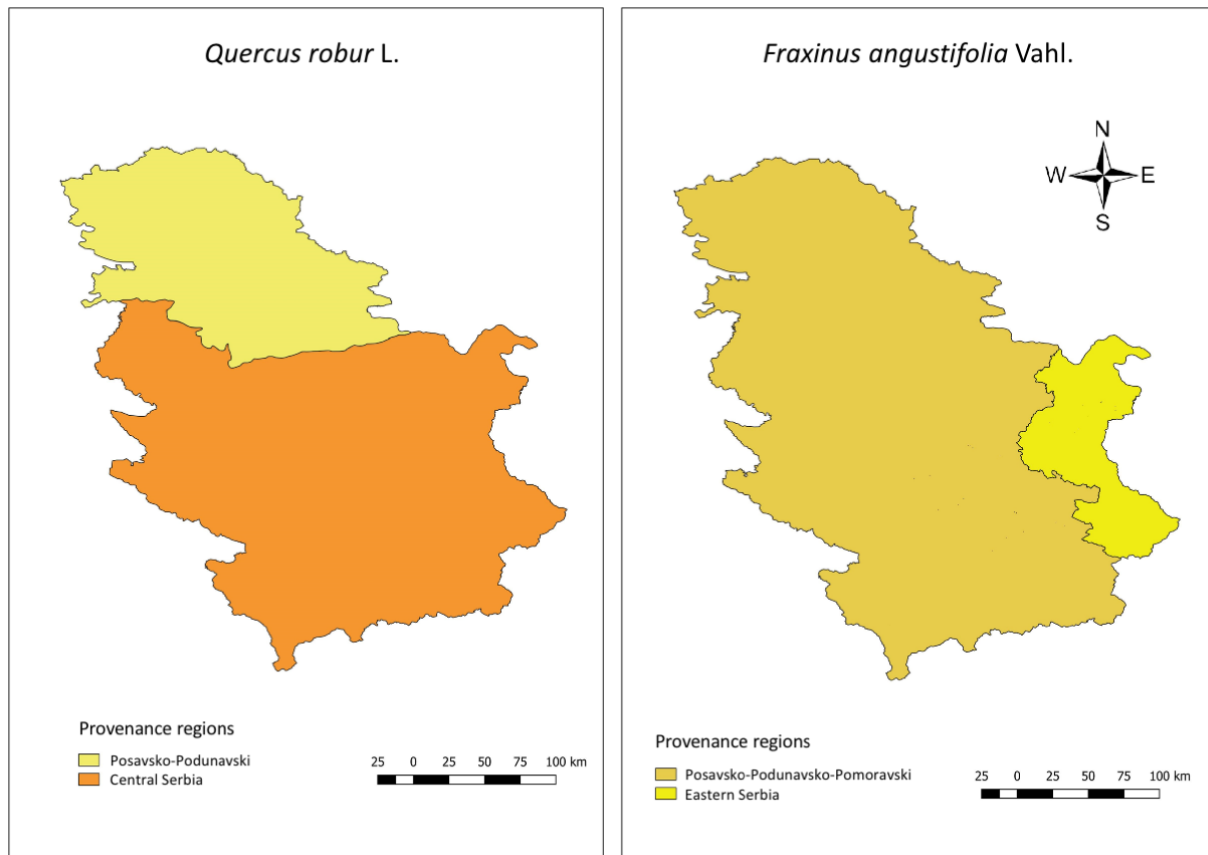 Quercus robur L.
Provenance regions
Posavsko-Podunavski
Central Serbia
25 0 25 50 75 100 km
Fraxinus angustifolia Vahl.
N
W E
S
Provenance regions
Posavsko-Podunavsko-Pomoravski
Eastern Serbia
25 0 25 50 75 100 km